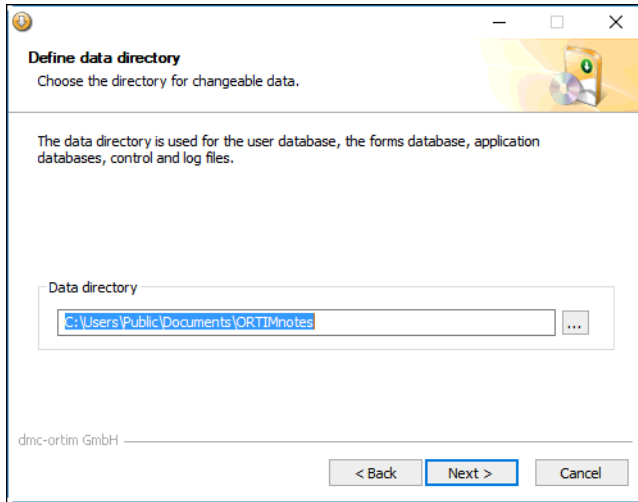 Define data directory
Choose the directory for changeable data.
The data directory is used for the user database, the forms database, application
databases, control and log files.
Data directory
C:\Users\Public\Documents\ORTIMnotes
...
dmc-ortim GmbH
< Back
Next >
Cancel